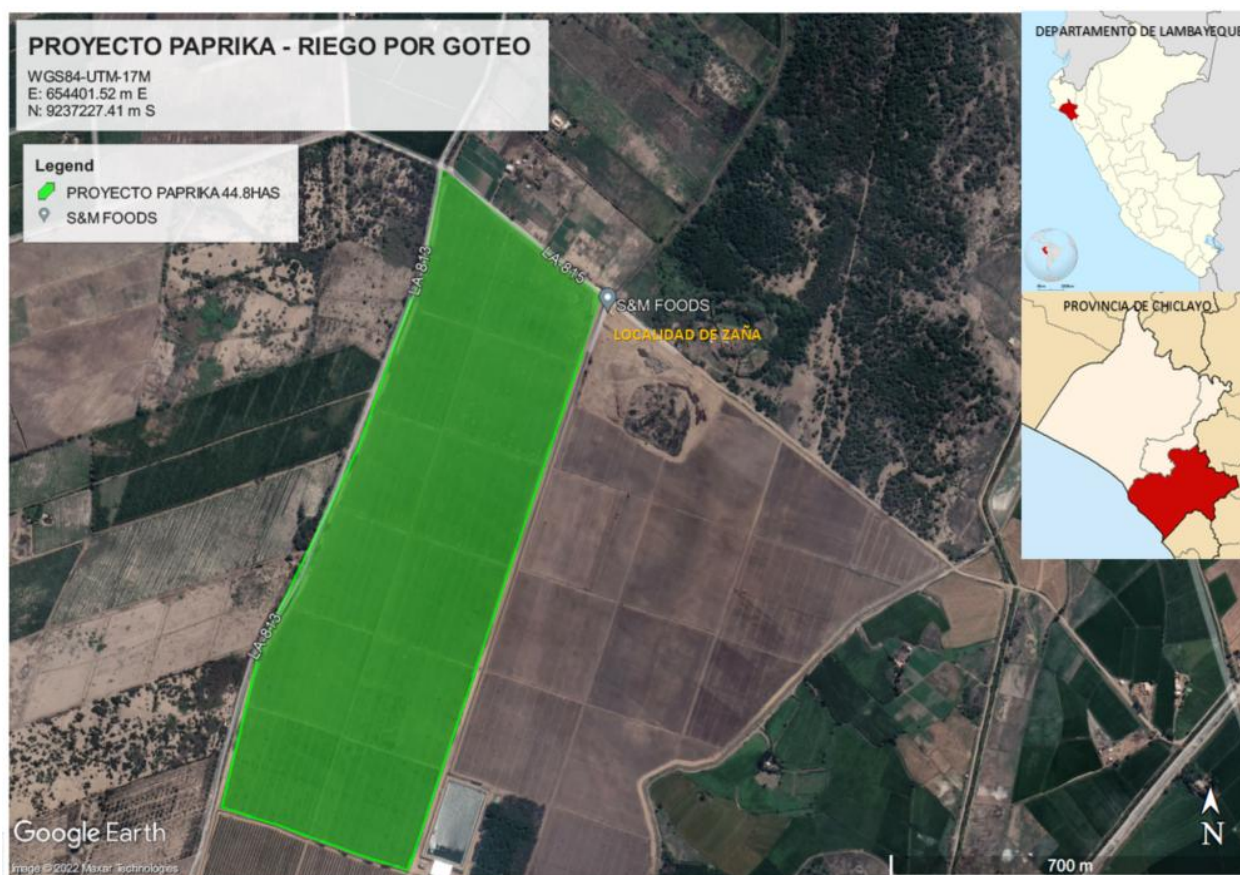 PROYECTO PAPRIKA - RIEGO POR GOTEO
WGS84-UTM-17M
E: 654401.52 m E
N: 9237227.41 m S
Legend
PROYECTO PAPRIKA 44.8HAS
S&M FOODS
DEPARTAMENTO DE LAMBAYEQUE
PROVINCIA DE CHICLAYO
LA-813
LA-815
S&M FOODS
LOCALIDAD DE ZAÑA
LA-813
Google Earth
Image © 2022 Maxar Technologies
700 m
N